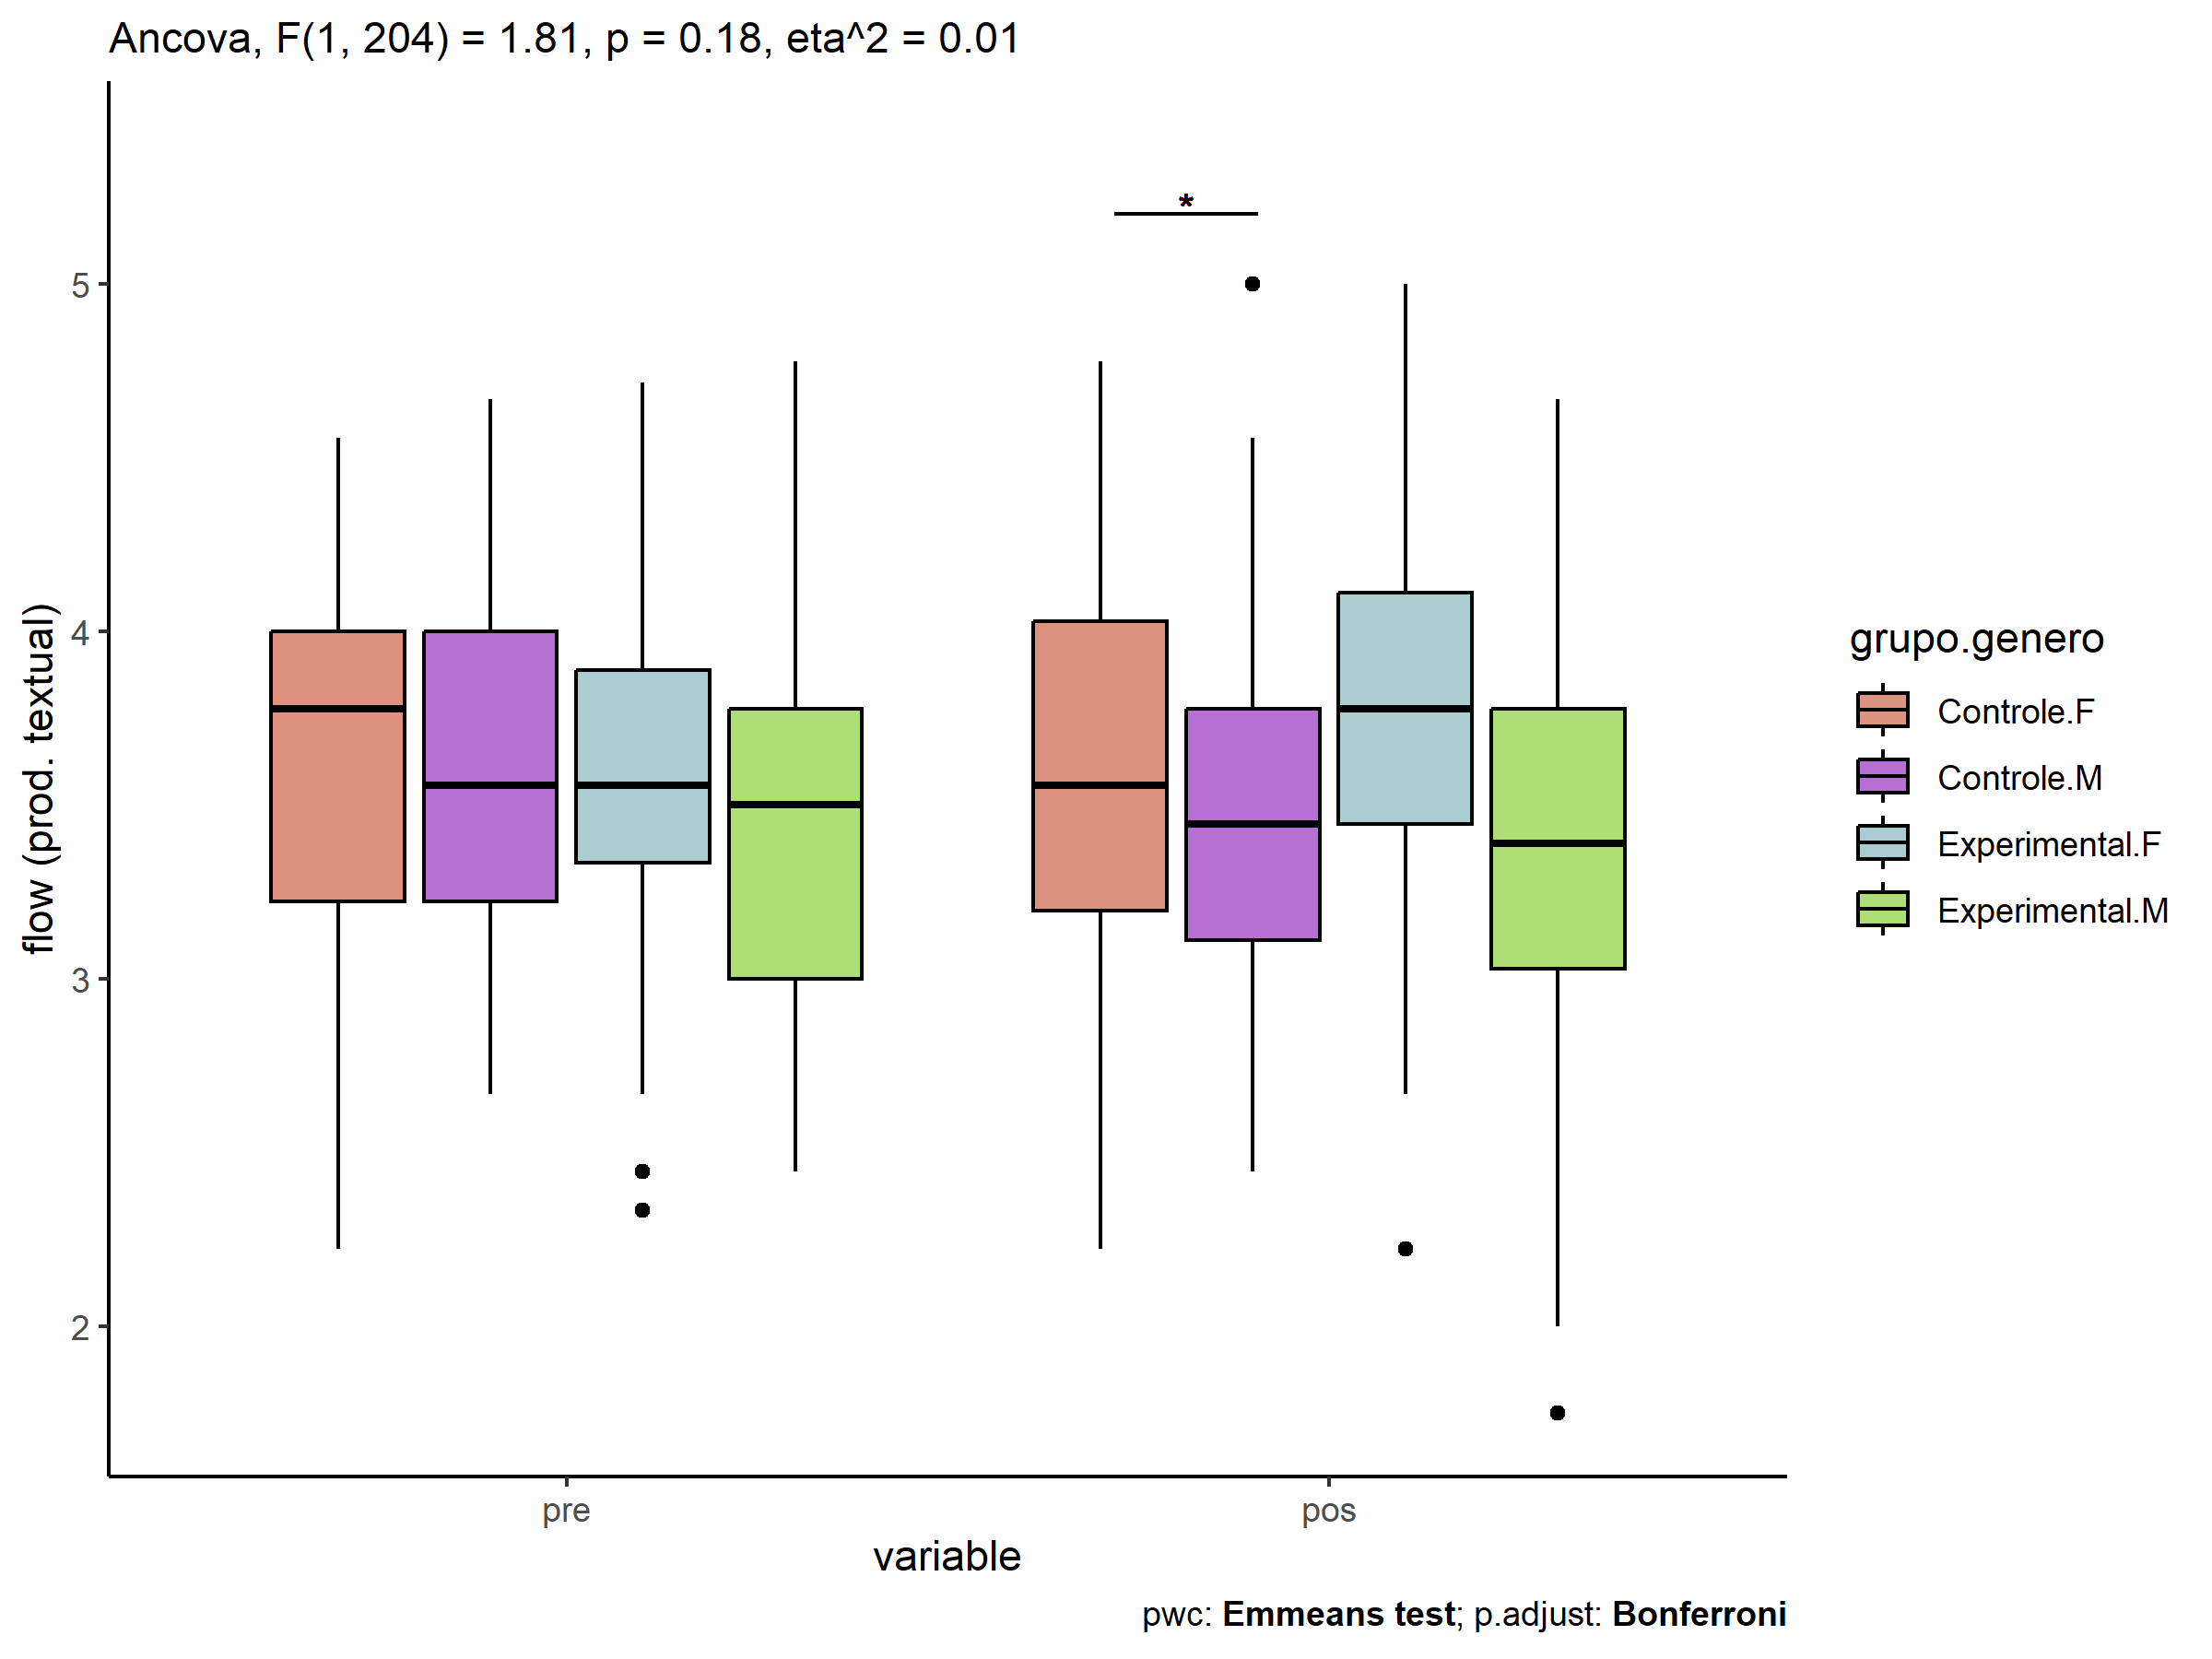 Ancova, F(1, 204) = 1.81, p = 0.18, eta^2 = 0.01
*
5
4
3
2
flow (prod. textual)
pre
pos
variable
grupo.genero
Controle.F
Controle.M
Experimental.F
Experimental.M
pwc: Emmeans test; p.adjust: Bonferroni